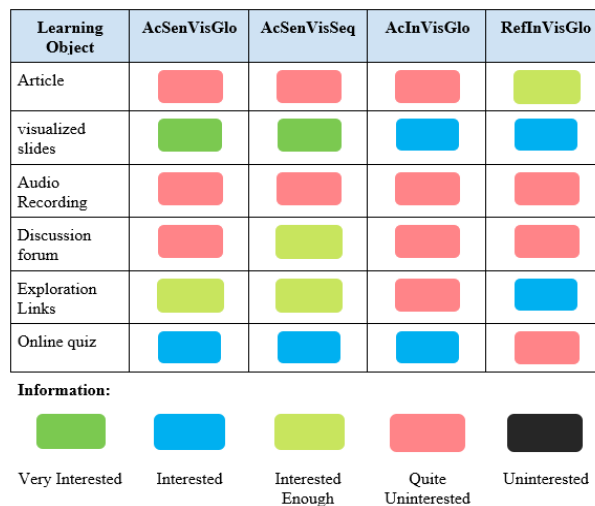 Learning Object AcSenVisGlo AcSenVisSeq AcInVisGlo RefInVisGlo
Article
visualized
slides
Audio
Recording
Discussion
forum
Exploration
Links
Online quiz
Information:
Very Interested
Interested
Interested
Enough
Quite
Uninterested
Uninterested